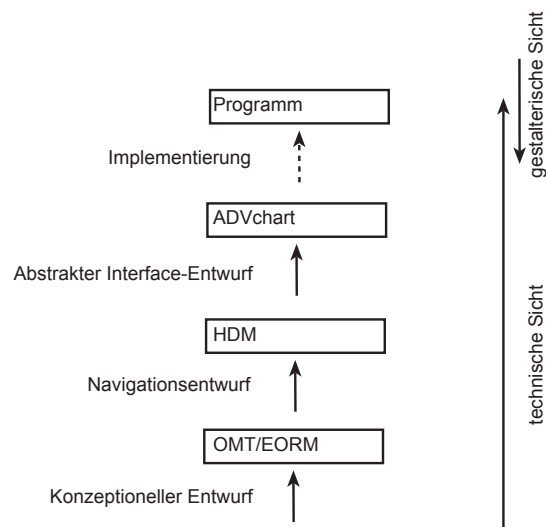 Programm
Implementierung
ADVchart
Abstrakter Interface-Entwurf
HDM
Navigationsentwurf
OMT/EORM
Konzeptioneller Entwurf
gestalterische Sicht
technische Sicht